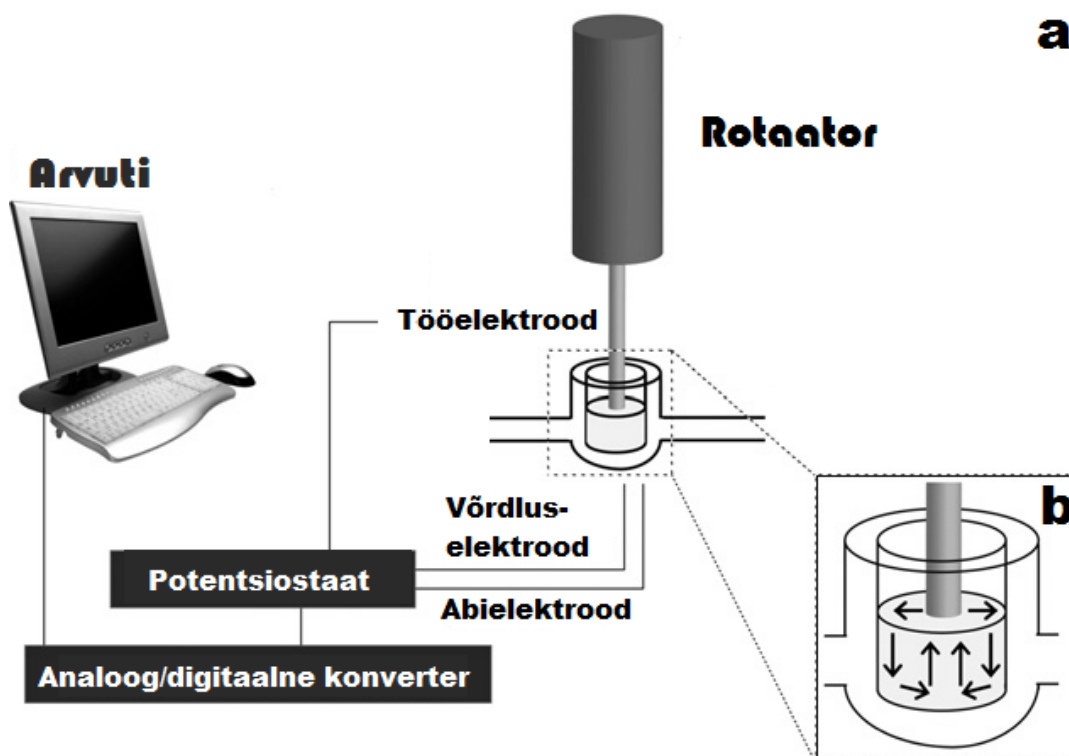 a
Rotaator
Arvuti
Tööelektrood
Võrdlus-
elektrood
b
Potentsiostaat
Abielektrood
Analoog/digitaalne konverter